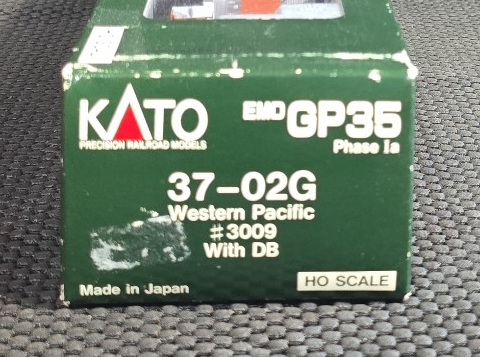 KATO
PRECISION RAILROAD MODELS
EMD GP35
Phase Ia
37-02G
Western Pacific
#3009
With DB
Made in Japan
HO SCALE